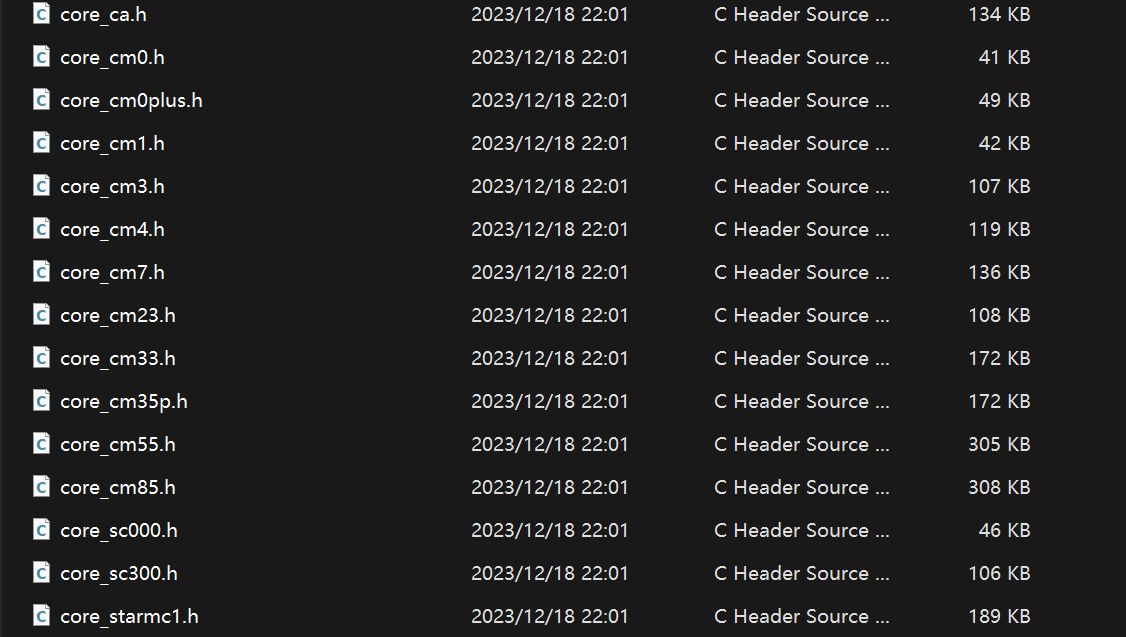 core_ca.h 2023/12/18 22:01 C Header Source ... 134 KB
core_cm0.h 2023/12/18 22:01 C Header Source ... 41 KB
core_cm0plus.h 2023/12/18 22:01 C Header Source ... 49 KB
core_cm1.h 2023/12/18 22:01 C Header Source ... 42 KB
core_cm3.h 2023/12/18 22:01 C Header Source ... 107 KB
core_cm4.h 2023/12/18 22:01 C Header Source ... 119 KB
core_cm7.h 2023/12/18 22:01 C Header Source ... 136 KB
core_cm23.h 2023/12/18 22:01 C Header Source ... 108 KB
core_cm33.h 2023/12/18 22:01 C Header Source ... 172 KB
core_cm35p.h 2023/12/18 22:01 C Header Source ... 172 KB
core_cm55.h 2023/12/18 22:01 C Header Source ... 305 KB
core_cm85.h 2023/12/18 22:01 C Header Source ... 308 KB
core_sc000.h 2023/12/18 22:01 C Header Source ... 46 KB
core_sc300.h 2023/12/18 22:01 C Header Source ... 106 KB
core_starmc1.h 2023/12/18 22:01 C Header Source ... 189 KB